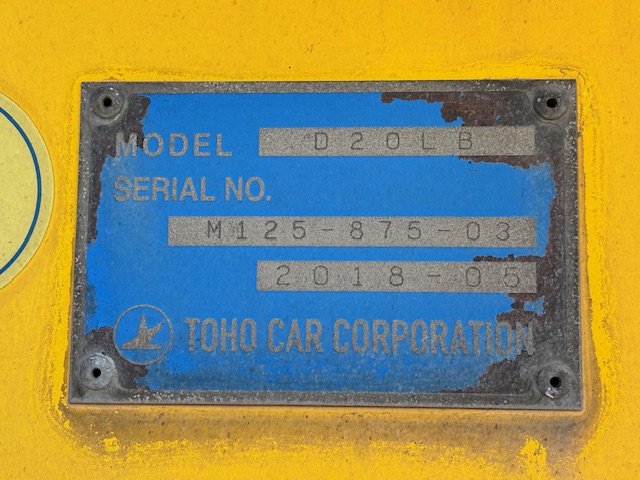 MODEL D20LB
SERIAL NO.
M125-875-03
2018-05
TOHO CAR CORPORATION